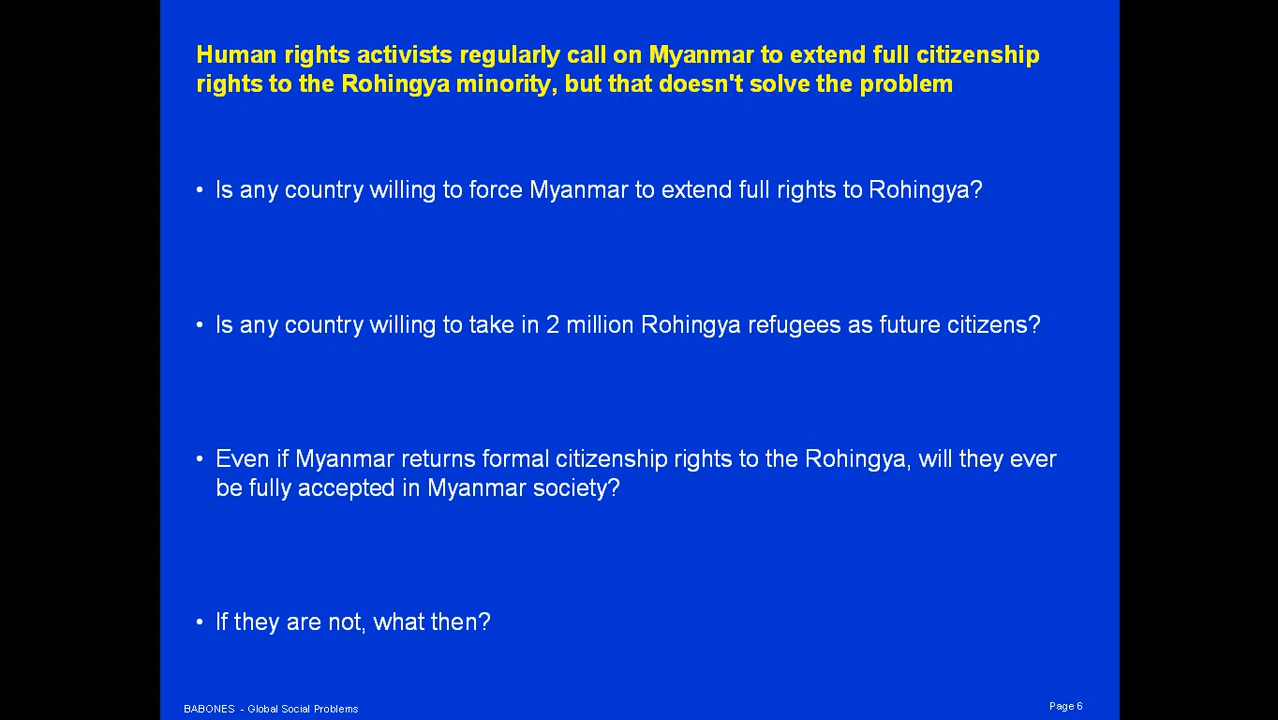 Human rights activists regularly call on Myanmar to extend full citizenship
rights to the Rohingya minority, but that doesn't solve the problem
• Is any country willing to force Myanmar to extend full rights to Rohingya?
• Is any country willing to take in 2 million Rohingya refugees as future citizens?
• Even if Myanmar returns formal citizenship rights to the Rohingya, will they ever
be fully accepted in Myanmar society?
• If they are not, what then?
BABONES - Global Social Problems
Page 6